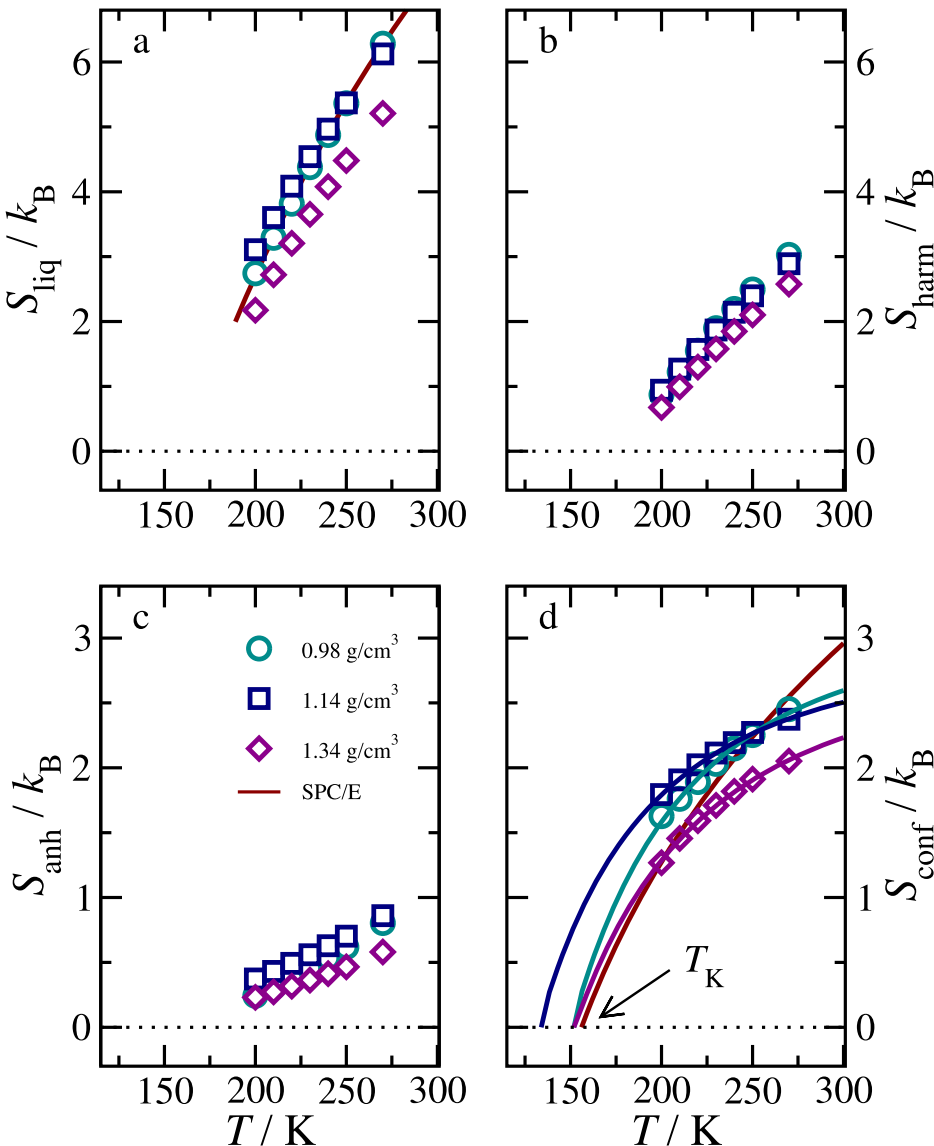 a
6
4
2
0
S_liq / k_B
150 200 250 300
b
6
4
2
0
S_harm / k_B
150 200 250 300
c
3
2
1
0
S_anh / k_B
0.98 g/cm³
1.14 g/cm³
1.34 g/cm³
SPC/E
150 200 250 300
T / K
d
3
2
1
0
S_conf / k_B
T_K
150 200 250 300
T / K